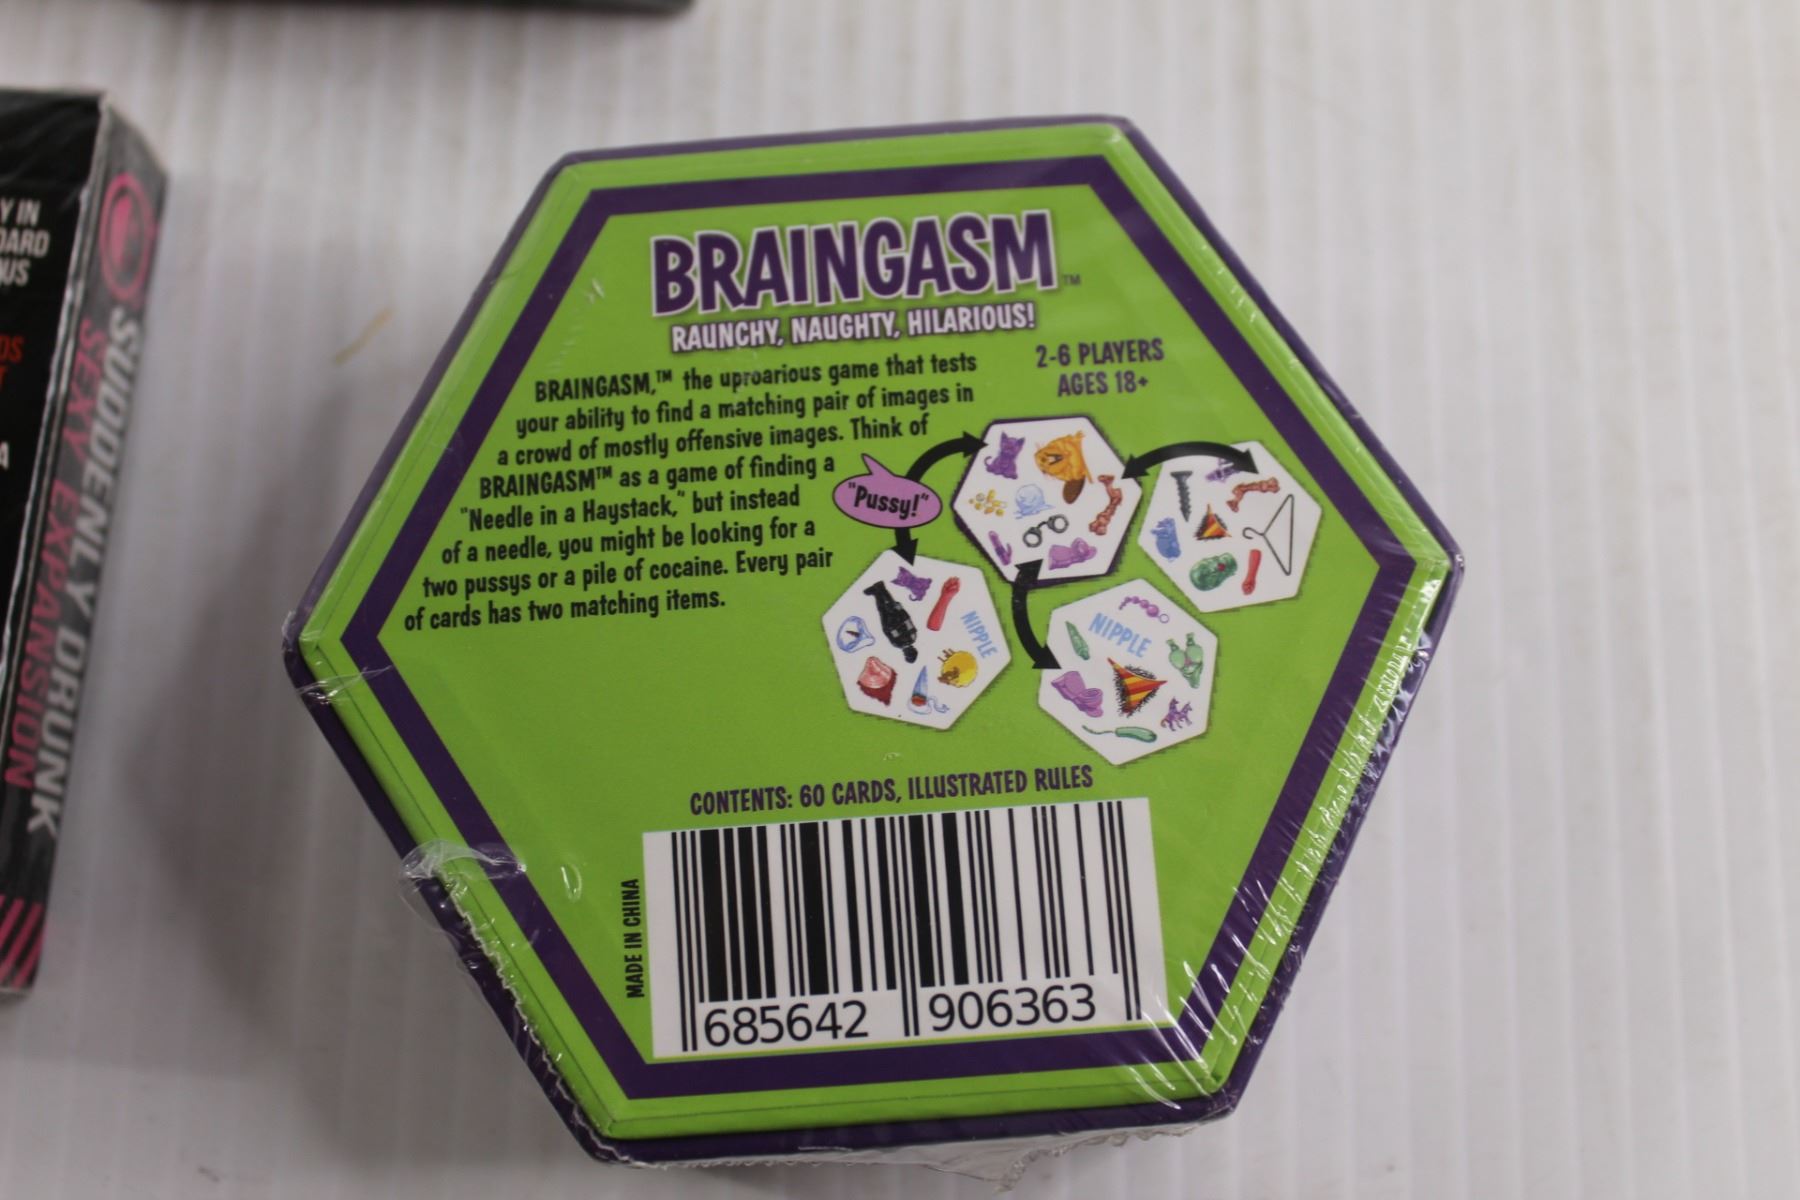 Y IN
SUDDENLY DRUNK
SEXY EXPANSION
BRAINGASM™
RAUNCHY, NAUGHTY, HILARIOUS!
2-6 PLAYERS
AGES 18+
BRAINGASM,™ the uproarious game that tests
your ability to find a matching pair of images in
a crowd of mostly offensive images. Think of
BRAINGASM™ as a game of finding a
"Needle in a Haystack," but instead
of a needle, you might be looking for a
two pussys or a pile of cocaine. Every pair
of cards has two matching items.
"Pussy!"
NIPPLE
NIPPLE
CONTENTS: 60 CARDS, ILLUSTRATED RULES
MADE IN CHINA
685642 906363